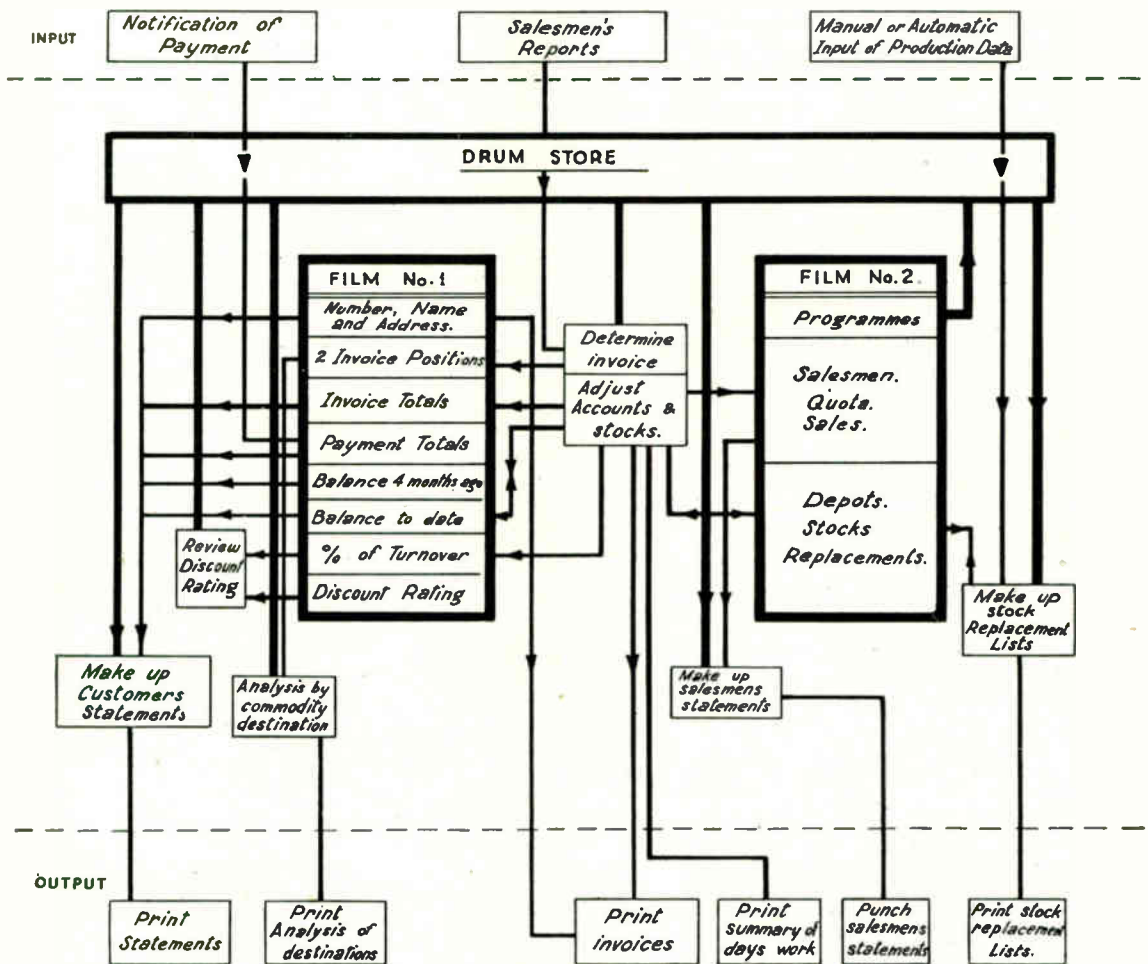 INPUT
Notification of
Payment
Salesmen's
Reports
Manual or Automatic
Input of Production Data
DRUM STORE
FILM No.1
Number, Name
and Address.
2 Invoice Positions
Invoice Totals
Payment Totals
Balance 4 months ago
Balance to data
% of Turnover
Discount Rating
Determine
invoice
Adjust
Accounts &
stocks.
FILM No.2
Programmes
Salesmen.
Quota.
Sales.
Depots.
Stocks
Replacements.
Review
Discount
Rating
Make up
Customers
Statements
Analysis by
commodity
destination
Make up
salesmens
statements
Make up
stock
Replacement
Lists
OUTPUT
Print
Statements
Print
Analysis of
destinations
Print
invoices
Print
Summary of
days work
Punch
salesmens
statements
Print stock
replacement
Lists.